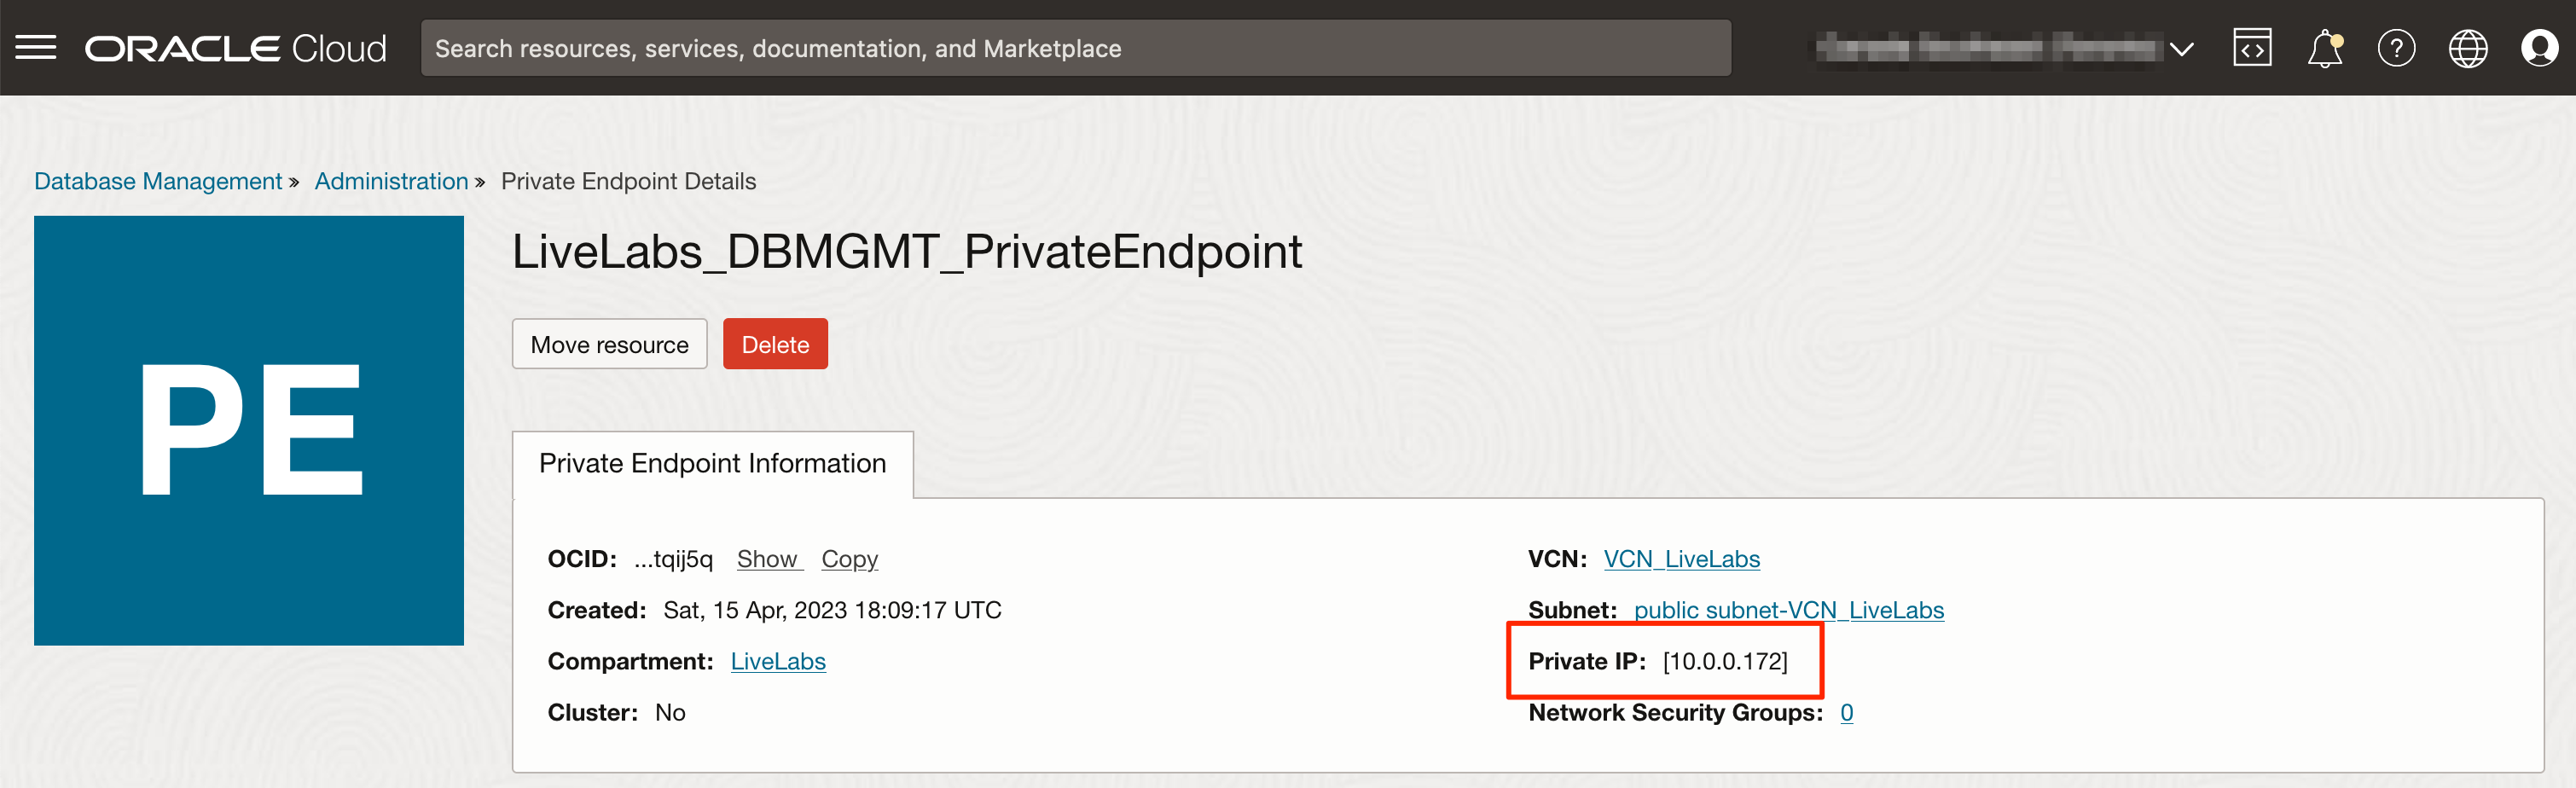 ORACLE Cloud
Search resources, services, documentation, and Marketplace
Database Management » Administration » Private Endpoint Details
PE
LiveLabs_DBMGMT_PrivateEndpoint
Move resource Delete
Private Endpoint Information
OCID: ...tqij5q Show Copy
Created: Sat, 15 Apr, 2023 18:09:17 UTC
Compartment: LiveLabs
Cluster: No
VCN: VCN_LiveLabs
Subnet: public subnet-VCN_LiveLabs
Private IP: [10.0.0.172]
Network Security Groups: 0